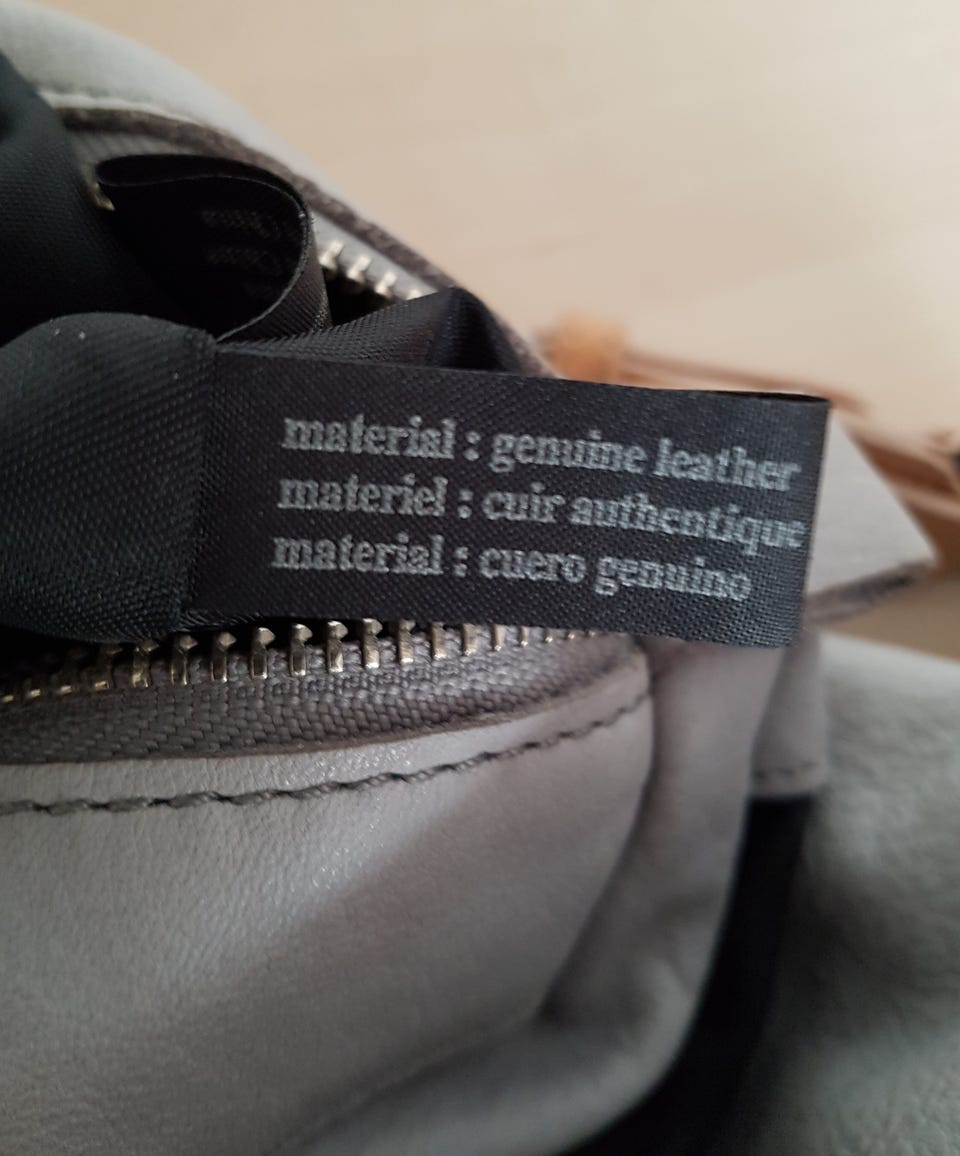 material : genuine leather
materiel : cuir authentique
material : cuero genuino